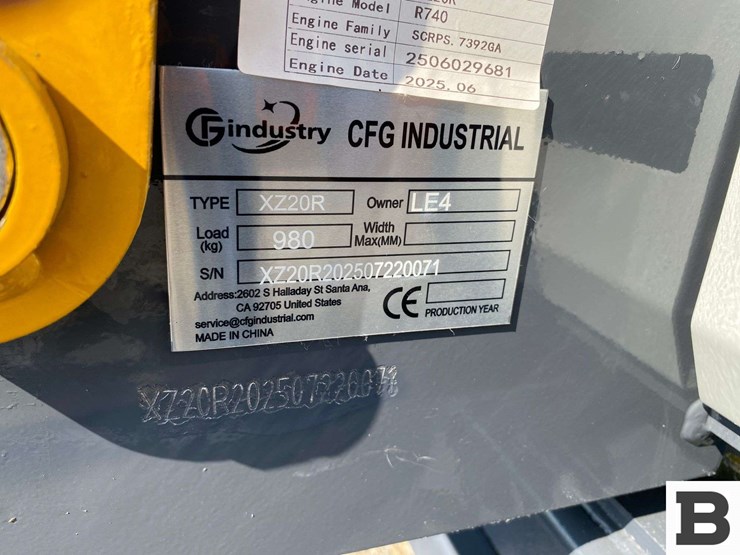 Engine Model R740
Engine Family SCRPS.7392GA
Engine serial 2506029681
Engine Date 2025.06
CFG industry CFG INDUSTRIAL
TYPE XZ20R Owner LE4
Load (kg) 980 Width Max(MM)
S/N XZ20R202507220071
Address:2602 S Halladay St Santa Ana,
CA 92705 United States
service@cfgindustrial.com
MADE IN CHINA
CE PRODUCTION YEAR
B